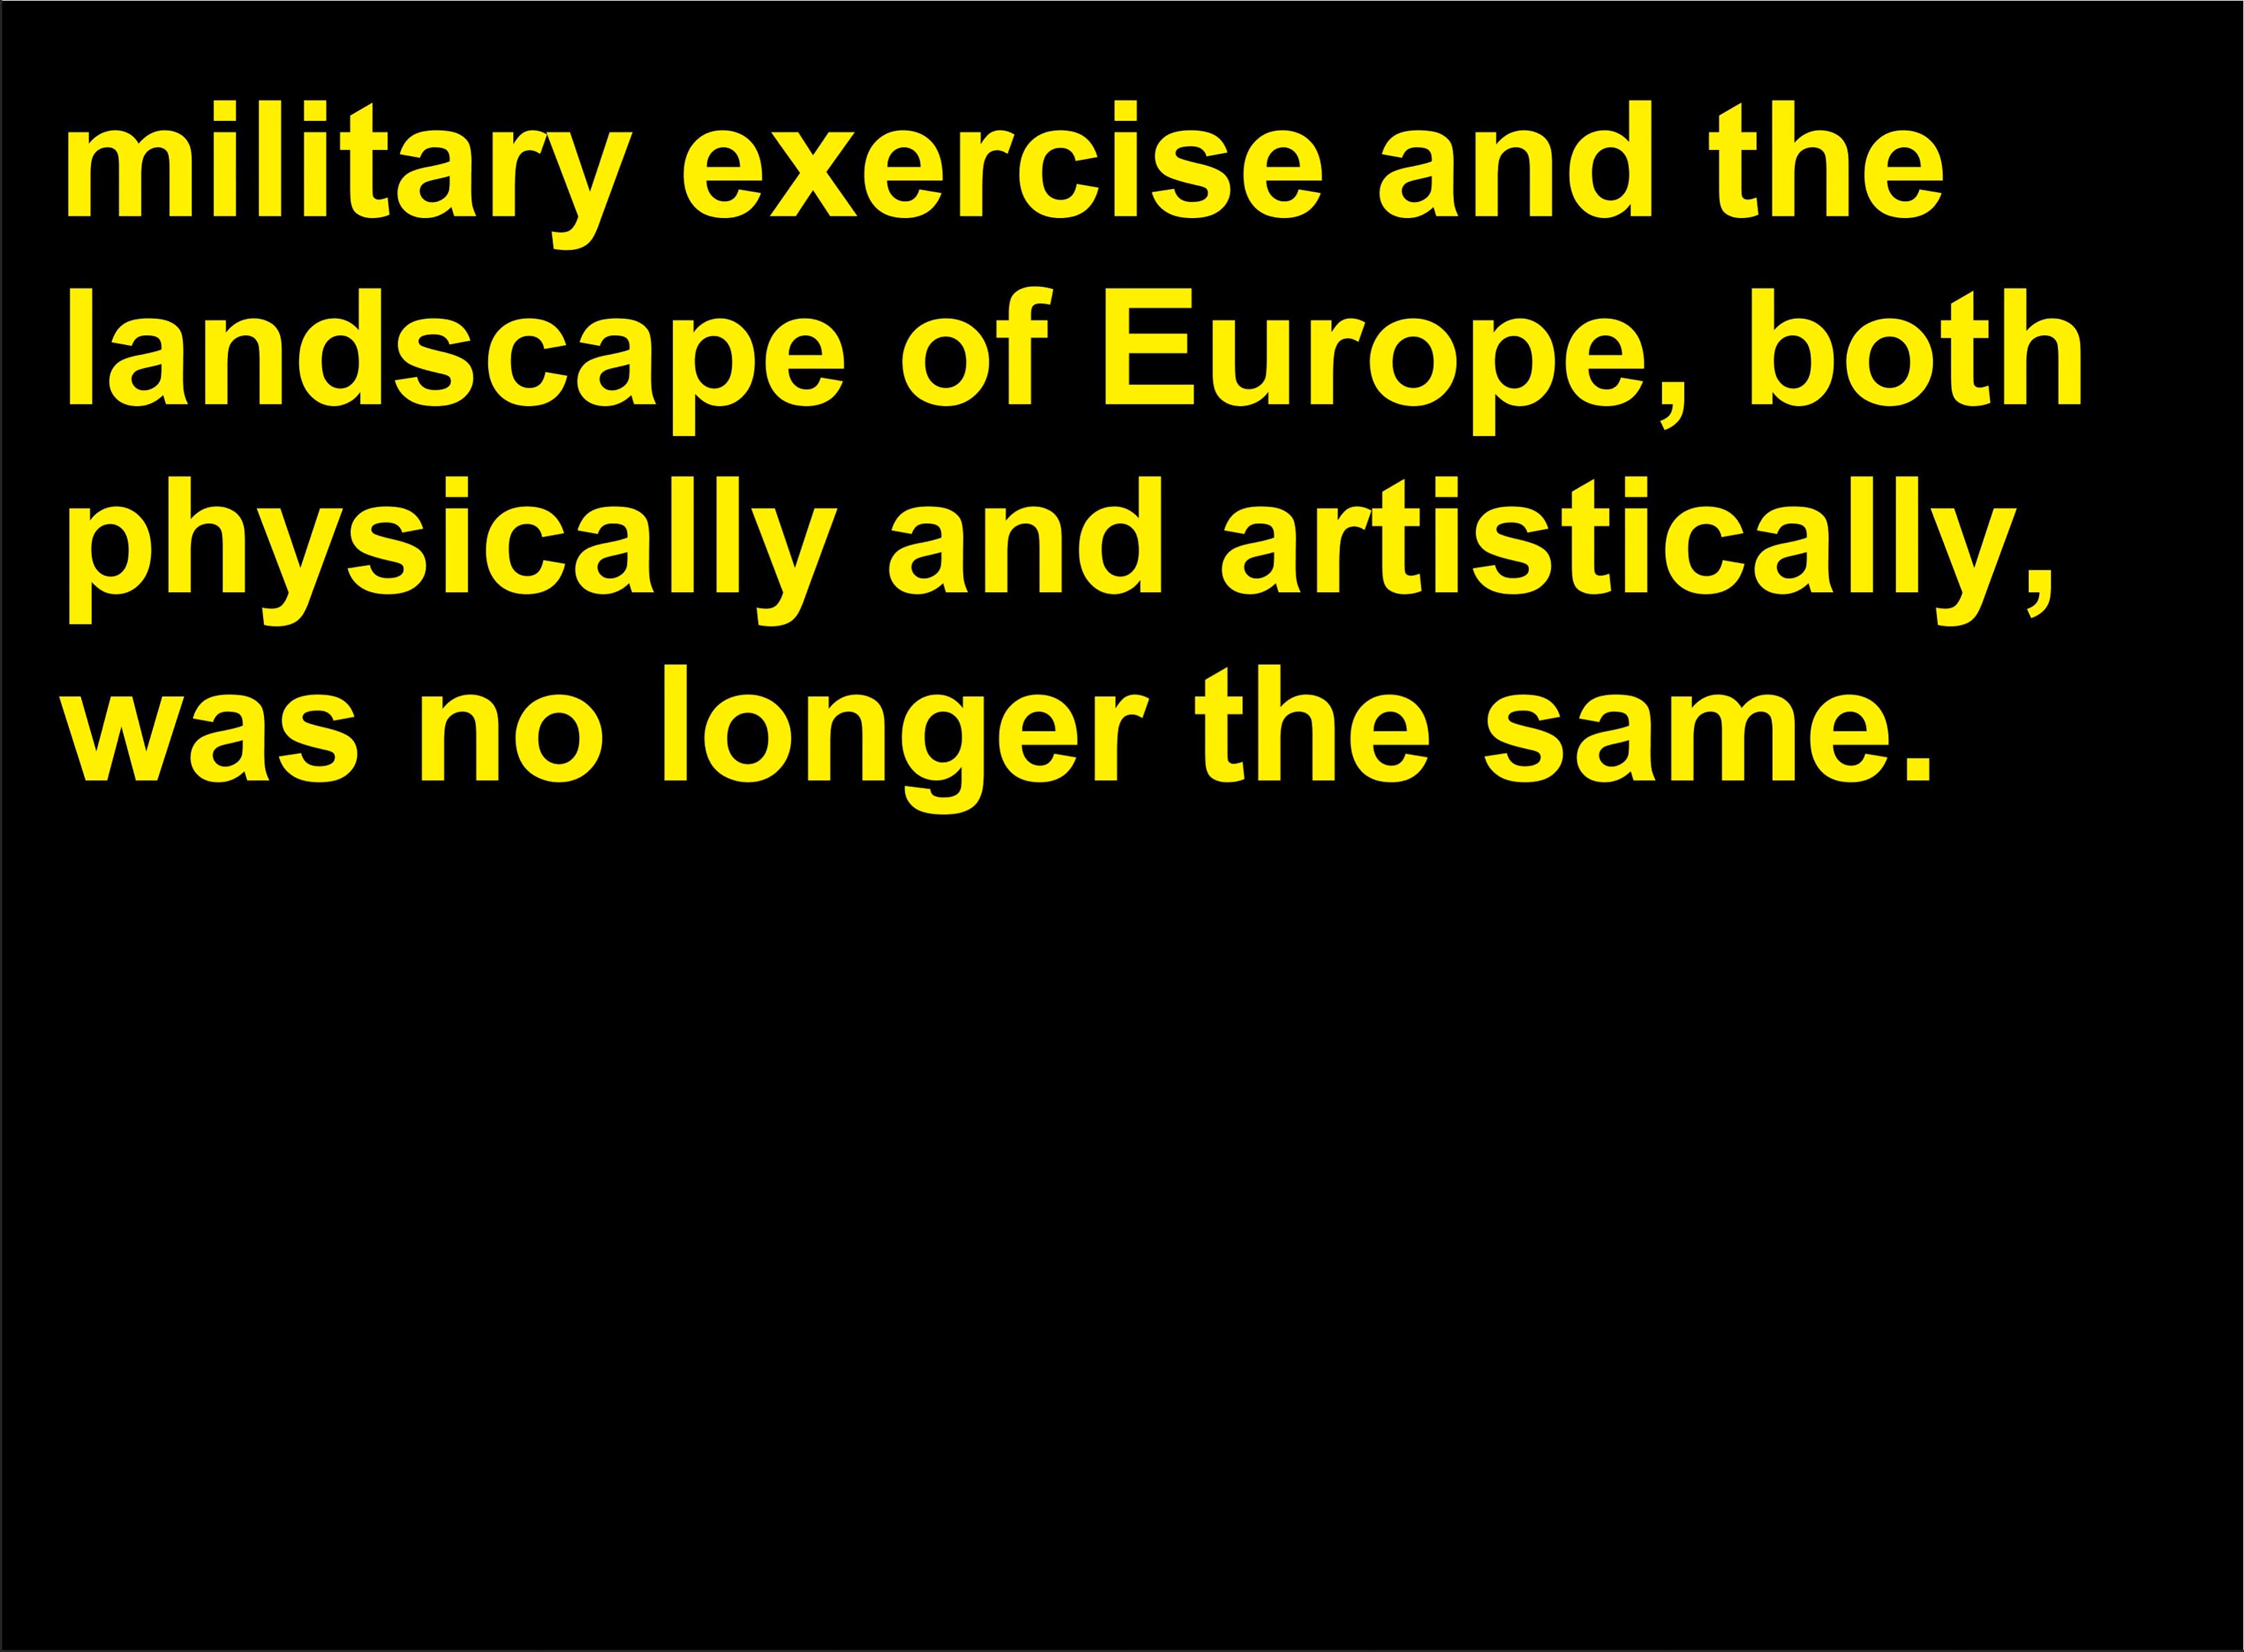 military exercise and the
landscape of Europe, both
physically and artistically,
was no longer the same.